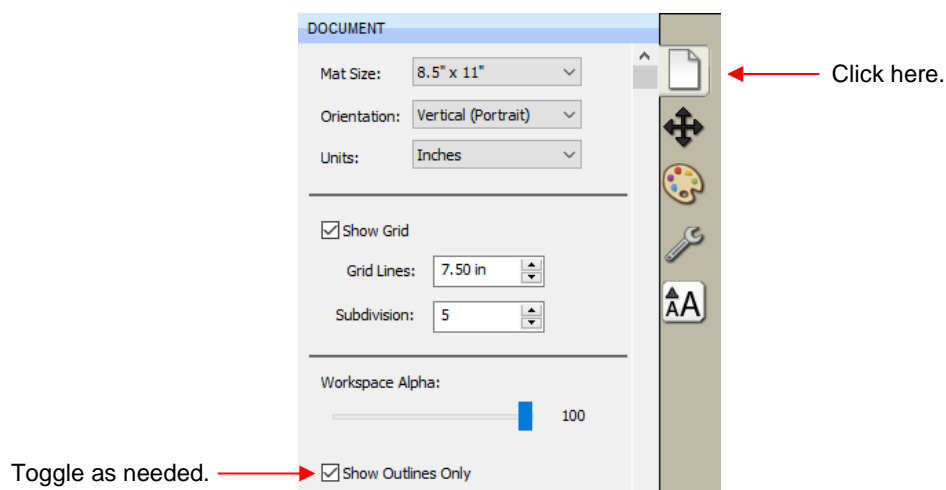 DOCUMENT
Mat Size: 8.5" x 11"
Click here.
Orientation: Vertical (Portrait)
Units: Inches
Show Grid
Grid Lines: 7.50 in
Subdivision: 5
AA
Workspace Alpha:
100
Toggle as needed.
Show Outlines Only